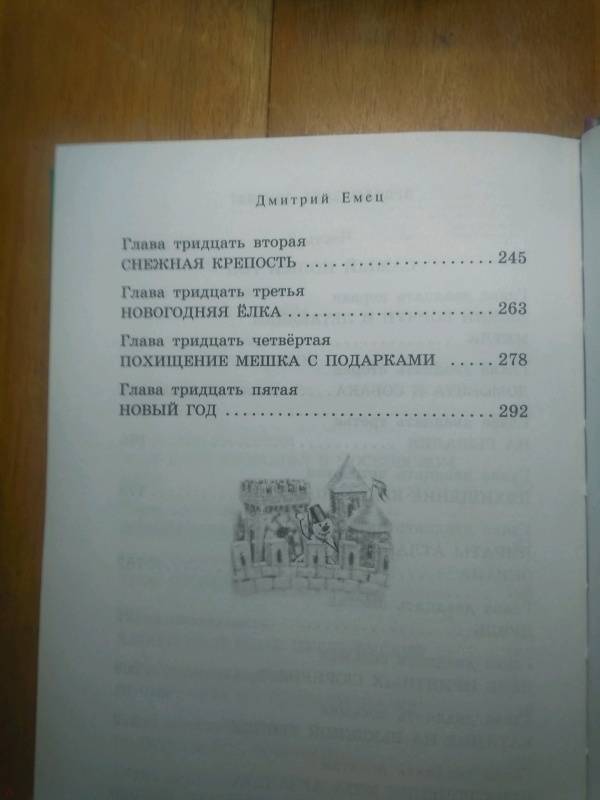 Дмитрий Емец
Глава тридцать вторая
СНЕЖНАЯ КРЕПОСТЬ ...................... 245
Глава тридцать третья
НОВОГОДНЯЯ ЁЛКА ........................ 263
Глава тридцать четвёртая
ПОХИЩЕНИЕ МЕШКА С ПОДАРКАМИ ..... 278
Глава тридцать пятая
НОВЫЙ ГОД .............................. 292